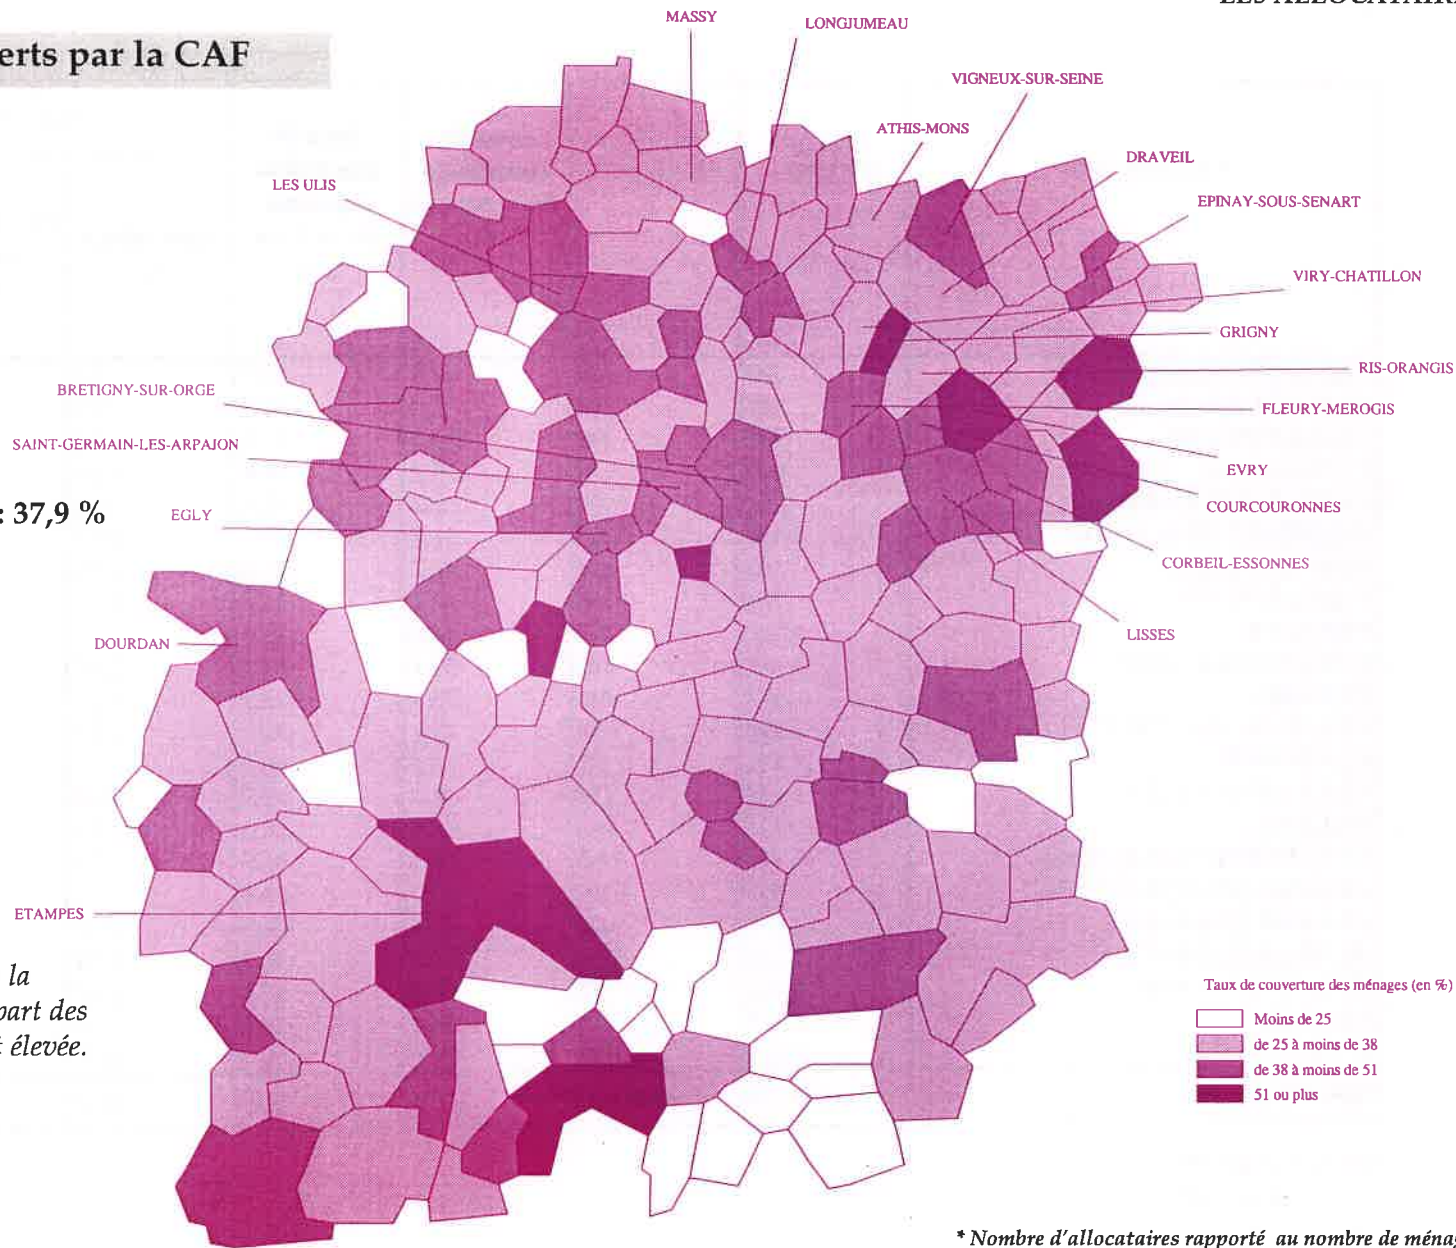 LES ALLOCATAIR
erts par la CAF
MASSY
LONGJUMEAU
VIGNEUX-SUR-SEINE
ATHIS-MONS
DRAVEIL
LES ULIS
EPINAY-SOUS-SENART
VIRY-CHATILLON
GRIGNY
RIS-ORANGIS
BRETIGNY-SUR-ORGE
FLEURY-MEROGIS
SAINT-GERMAIN-LES-ARPAJON
EVRY
COURCOURONNES
: 37,9 %
EGLY
CORBEIL-ESSONNES
LISSES
DOURDAN
ETAMPES
la
part des
t élevée.
Taux de couverture des ménages (en %)
Moins de 25
de 25 à moins de 38
de 38 à moins de 51
51 ou plus
* Nombre d'allocataires rapporté au nombre de ména